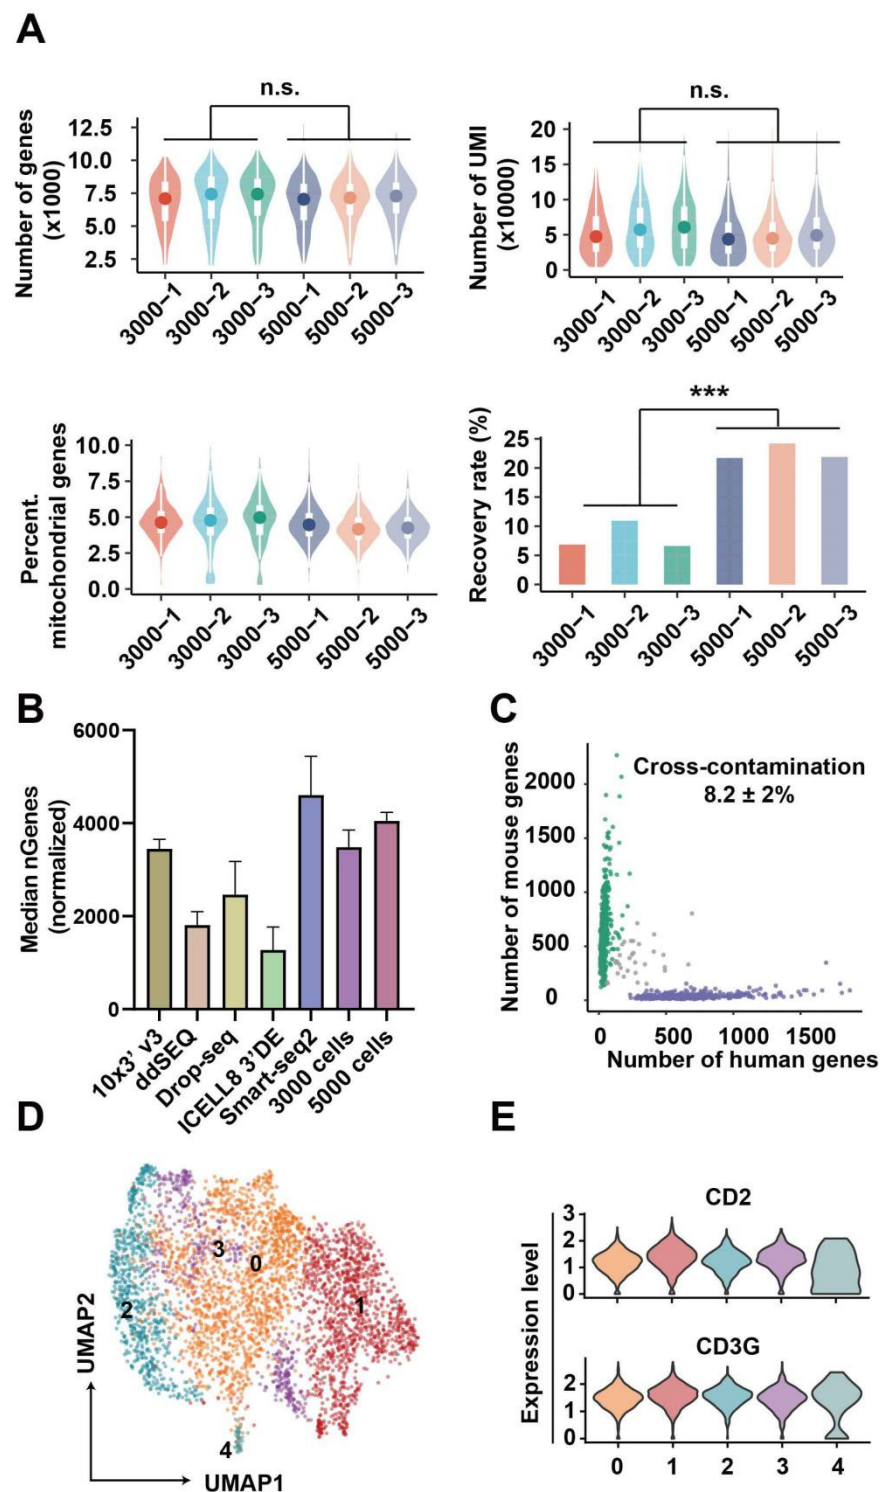 A
n.s.
Number of genes
(x1000)
12.5
10.0
7.5
5.0
2.5
3000−1
3000−2
3000−3
5000−1
5000−2
5000−3
n.s.
Number of UMI
(x10000)
20
15
10
5
0
3000−1
3000−2
3000−3
5000−1
5000−2
5000−3
Percent.
mitochondrial genes
10.0
7.5
5.0
2.5
0.0
3000−1
3000−2
3000−3
5000−1
5000−2
5000−3
***
Recovery rate (%)
25
20
15
10
5
0
3000−1
3000−2
3000−3
5000−1
5000−2
5000−3
B
Median nGenes
(normalized)
6000
4000
2000
0
10x3' v3
ddSEQ
Drop-seq
ICELL8 3'DE
Smart-seq2
3000 cells
5000 cells
C
Cross-contamination
8.2 ± 2%
Number of mouse genes
2000
1500
1000
500
0
0 500 1000 1500
Number of human genes
D
3
0
2
1
4
UMAP2
UMAP1
E
CD2
Expression level
3
2
1
0
CD3G
2
1
0
0 1 2 3 4